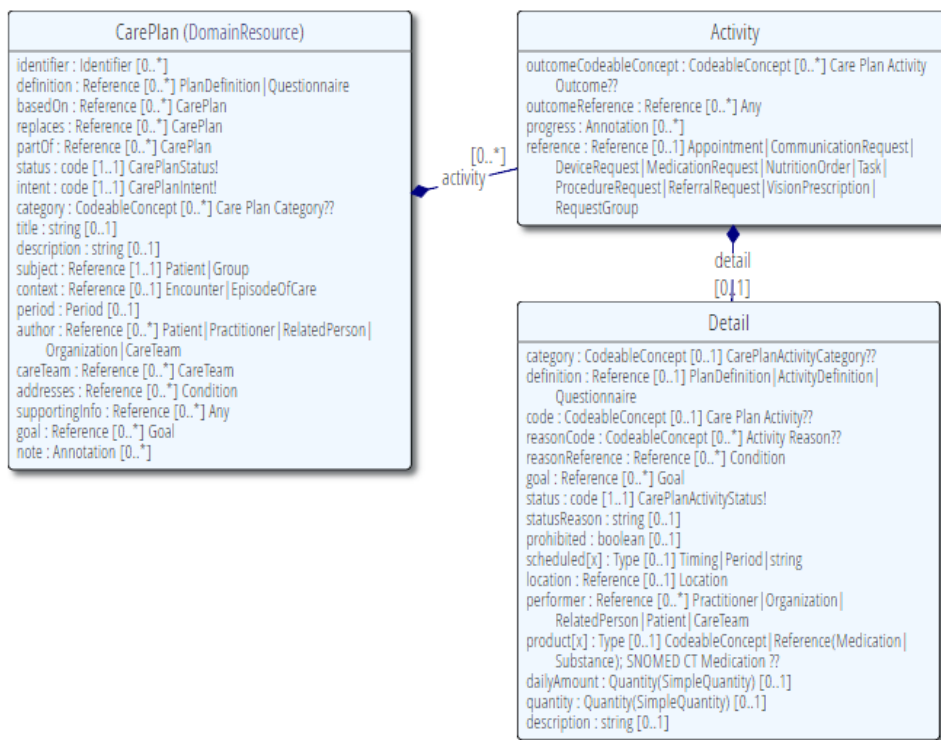 CarePlan (DomainResource)
identifier : Identifier [0..*]
definition : Reference [0..*] PlanDefinition|Questionnaire
basedOn : Reference [0..*] CarePlan
replaces : Reference [0..*] CarePlan
partOf : Reference [0..*] CarePlan
status : code [1..1] CarePlanStatus!
intent : code [1..1] CarePlanIntent!
category : CodeableConcept [0..*] Care Plan Category??
title : string [0..1]
description : string [0..1]
subject : Reference [1..1] Patient|Group
context : Reference [0..1] Encounter|EpisodeOfCare
period : Period [0..1]
author : Reference [0..*] Patient|Practitioner|RelatedPerson|
Organization|CareTeam
careTeam : Reference [0..*] CareTeam
addresses : Reference [0..*] Condition
supportingInfo : Reference [0..*] Any
goal : Reference [0..*] Goal
note : Annotation [0..*]
[0..*]
activity
Activity
outcomeCodeableConcept : CodeableConcept [0..*] Care Plan Activity
Outcome??
outcomeReference : Reference [0..*] Any
progress : Annotation [0..*]
reference : Reference [0..1] Appointment|CommunicationRequest|
DeviceRequest|MedicationRequest|NutritionOrder|Task|
ProcedureRequest|ReferralRequest|VisionPrescription|
RequestGroup
detail
[0..1]
Detail
category : CodeableConcept [0..1] CarePlanActivityCategory??
definition : Reference [0..1] PlanDefinition|ActivityDefinition|
Questionnaire
code : CodeableConcept [0..1] Care Plan Activity??
reasonCode : CodeableConcept [0..*] Activity Reason??
reasonReference : Reference [0..*] Condition
goal : Reference [0..*] Goal
status : code [1..1] CarePlanActivityStatus!
statusReason : string [0..1]
prohibited : boolean [0..1]
scheduled[x] : Type [0..1] Timing|Period|string
location : Reference [0..1] Location
performer : Reference [0..*] Practitioner|Organization|
RelatedPerson|Patient|CareTeam
product[x] : Type [0..1] CodeableConcept|Reference(Medication|
Substance); SNOMED CT Medication ??
dailyAmount : Quantity(SimpleQuantity) [0..1]
quantity : Quantity(SimpleQuantity) [0..1]
description : string [0..1]